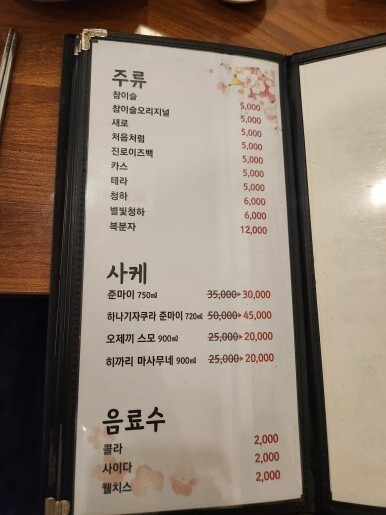 주류
참이슬 5,000
참이슬오리지널 5,000
새로 5,000
처음처럼 5,000
진로이즈백 5,000
카스 5,000
테라 5,000
청하 6,000
별빛청하 6,000
복분자 12,000
사케
준마이 750㎖ 35,000▸30,000
하나기자쿠라 준마이 720㎖ 50,000▸45,000
오제끼 스모 900㎖ 25,000▸20,000
히까리 마사무네 900㎖ 25,000▸20,000
음료수
콜라 2,000
사이다 2,000
웰치스 2,000